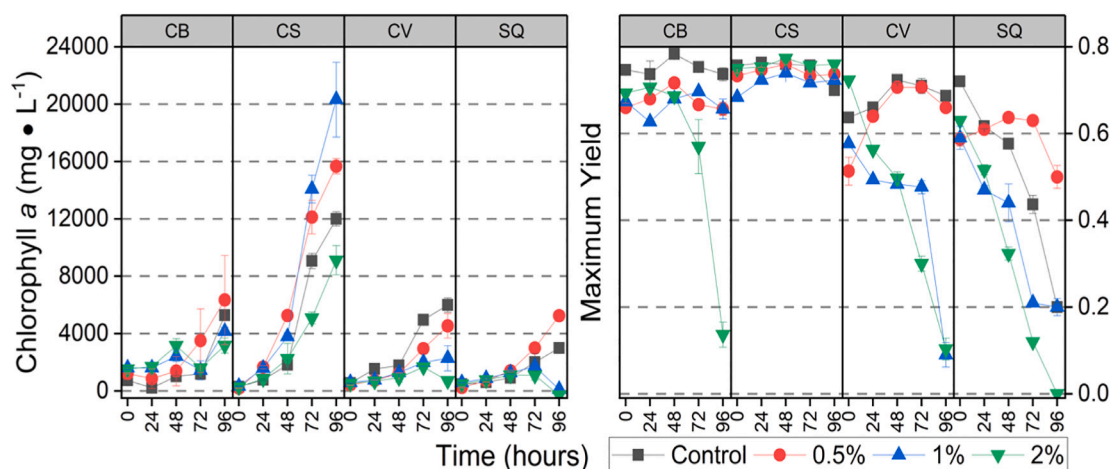 CB CS CV SQ
24000
20000
16000
12000
8000
4000
0
Chlorophyll a (mg ● L⁻¹)
0 24 48 72 96 0 24 48 72 96 0 24 48 72 96 0 24 48 72 96
CB CS CV SQ
0.8
0.6
0.4
0.2
0.0
Maximum Yield
0 24 48 72 96 0 24 48 72 96 0 24 48 72 96 0 24 48 72 96
Time (hours)
Control 0.5% 1% 2%